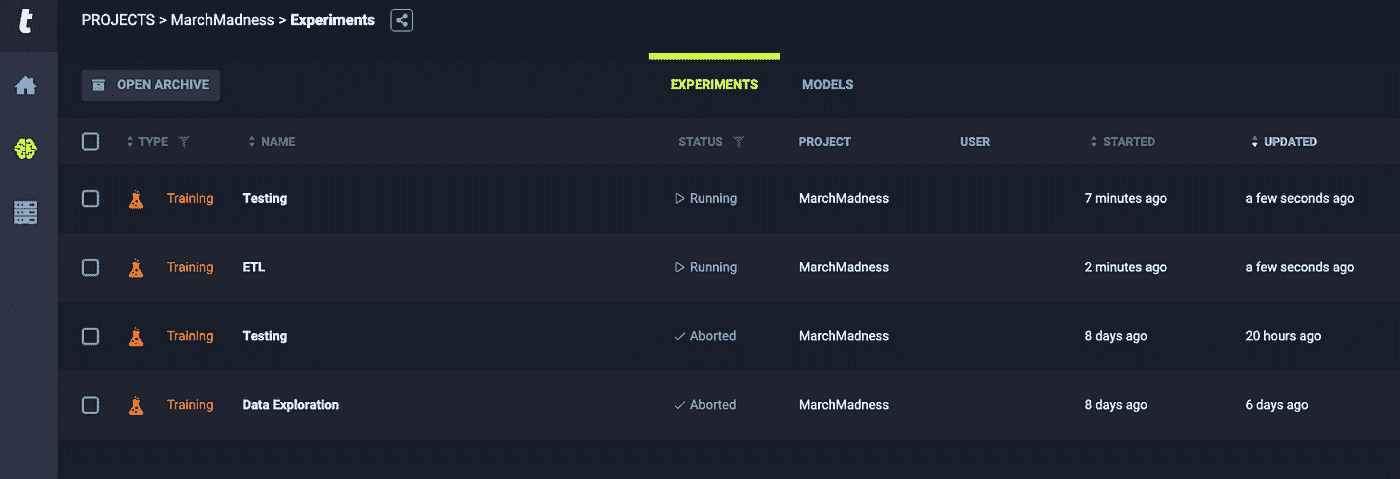 t
PROJECTS > MarchMadness > Experiments
OPEN ARCHIVE
EXPERIMENTS MODELS
TYPE NAME STATUS PROJECT USER STARTED UPDATED
Training Testing Running MarchMadness 7 minutes ago a few seconds ago
Training ETL Running MarchMadness 2 minutes ago a few seconds ago
Training Testing Aborted MarchMadness 8 days ago 20 hours ago
Training Data Exploration Aborted MarchMadness 8 days ago 6 days ago